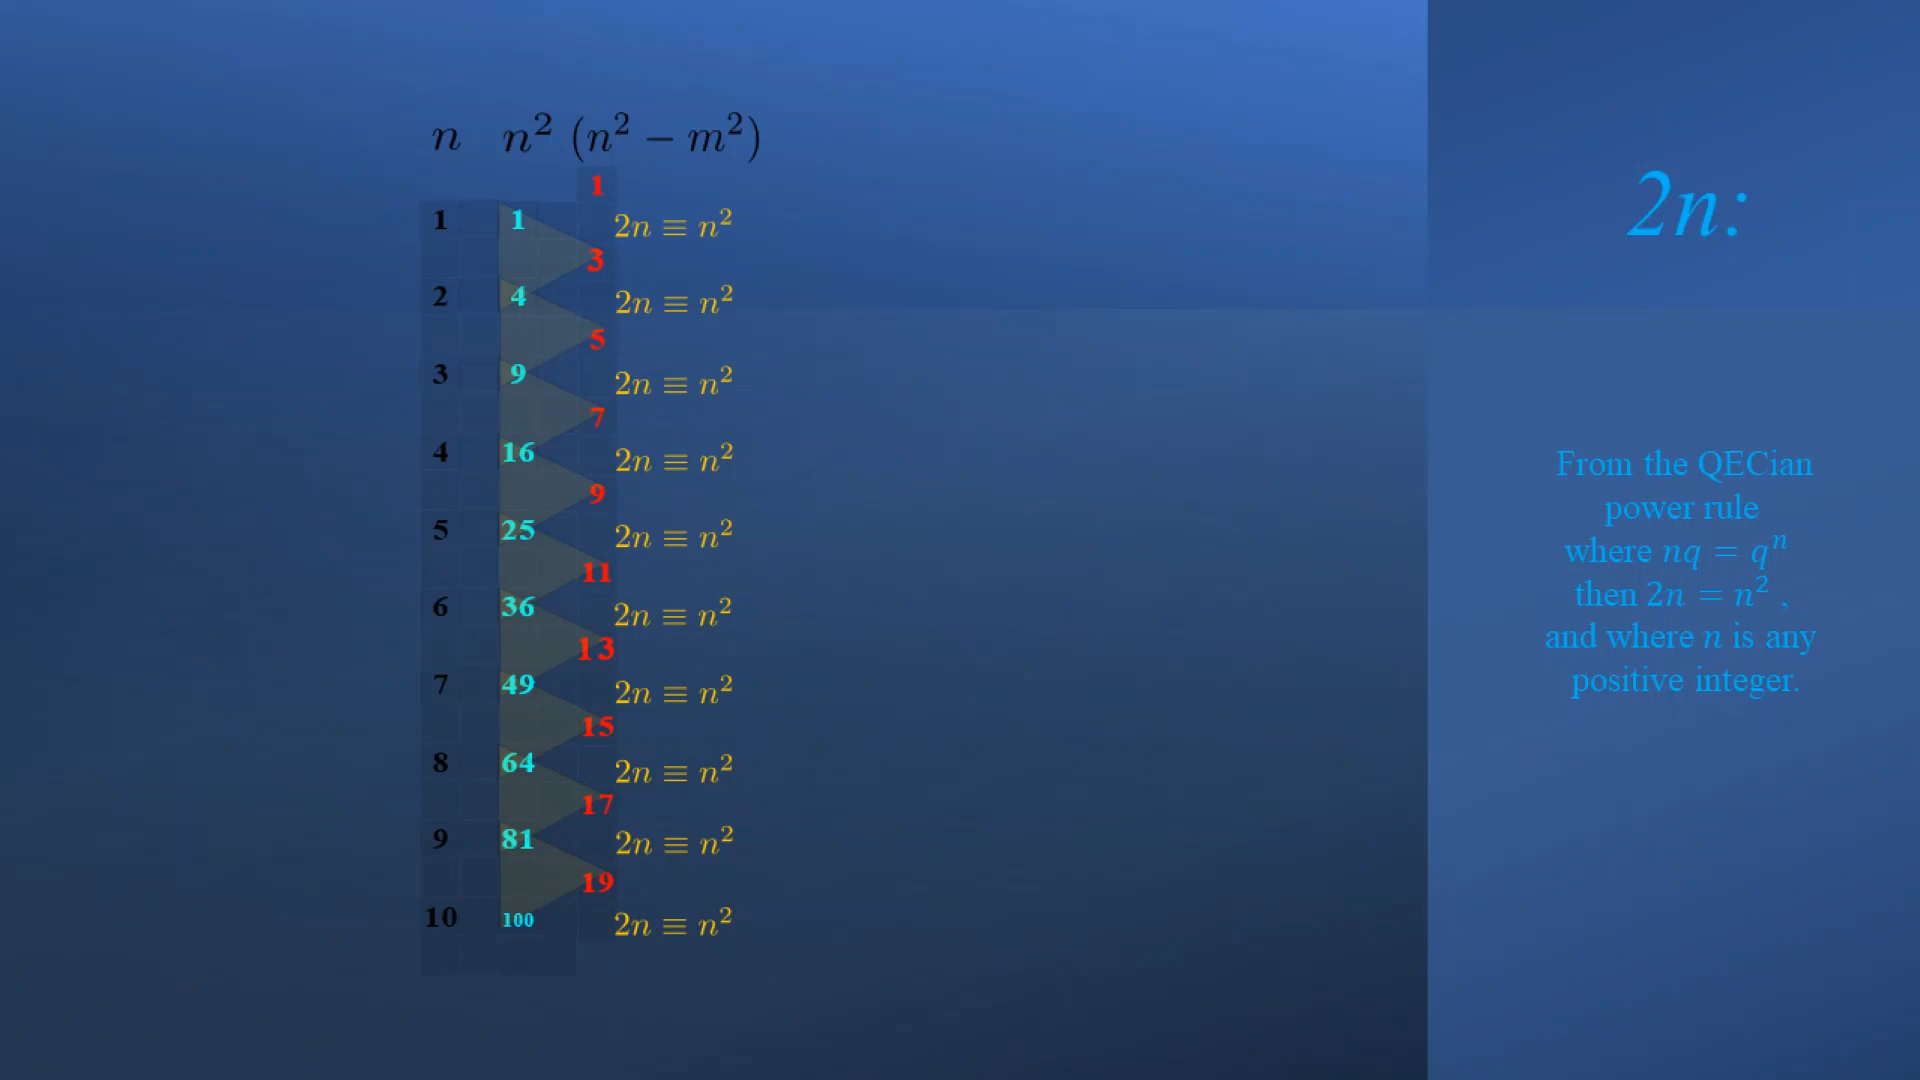 n n² (n² − m²)
1
1 1 2n ≡ n²
3
2 4 2n ≡ n²
5
3 9 2n ≡ n²
7
4 16 2n ≡ n²
9
5 25 2n ≡ n²
11
6 36 2n ≡ n²
13
7 49 2n ≡ n²
15
8 64 2n ≡ n²
17
9 81 2n ≡ n²
19
10 100 2n ≡ n²
2n:
From the QECian
power rule
where nq = qⁿ
then 2n = n² ,
and where n is any
positive integer.